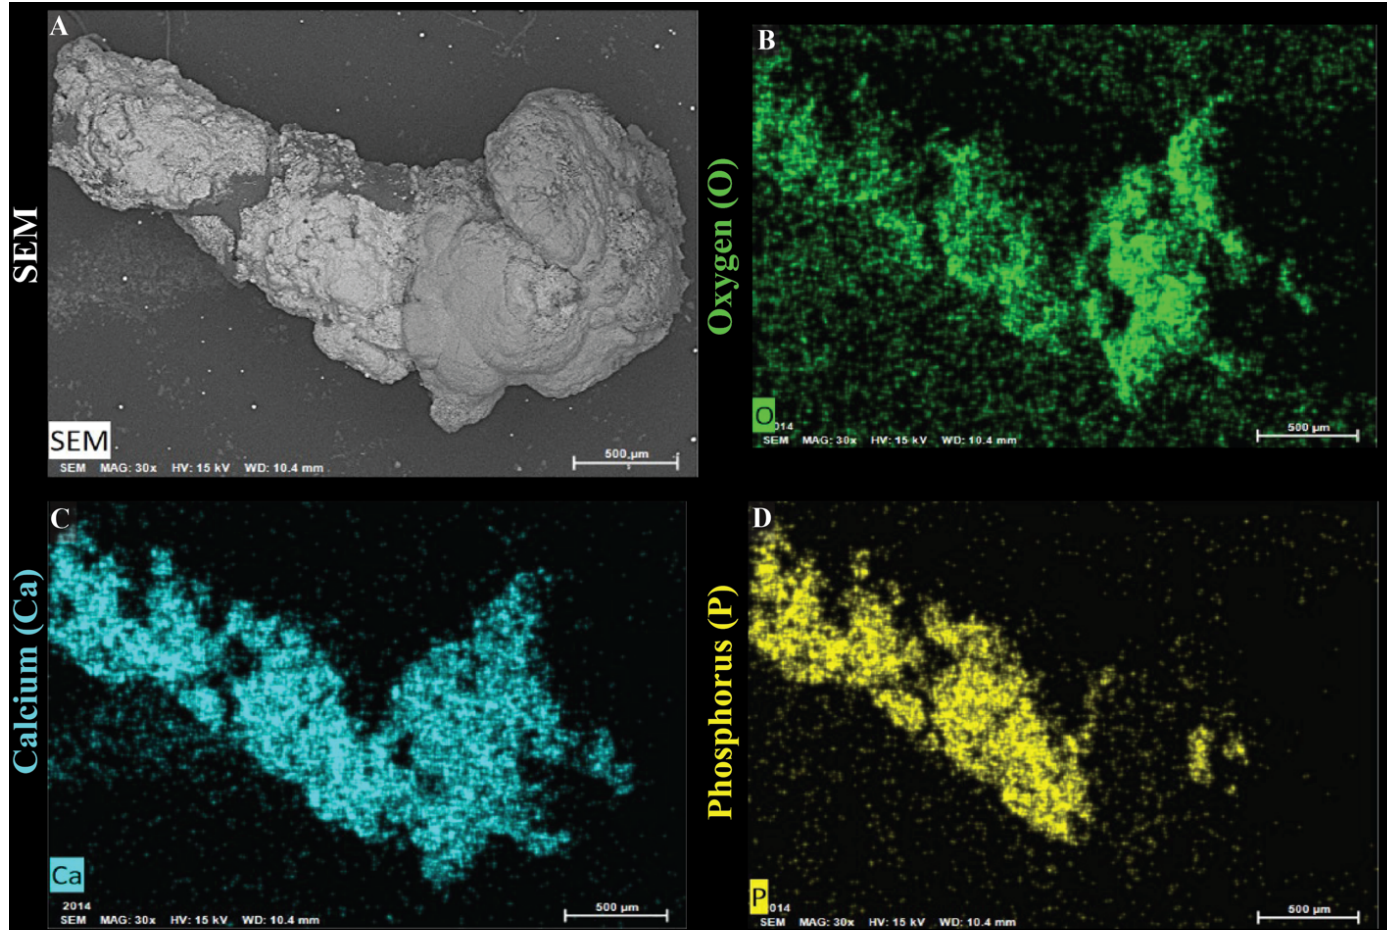 A
SEM
SEM
SEM MAG: 30x HV: 15 kV WD: 10.4 mm
500 µm
B
Oxygen (O)
O
014
SEM MAG: 30x HV: 15 kV WD: 10.4 mm
500 µm
C
Calcium (Ca)
Ca
2014
SEM MAG: 30x HV: 15 kV WD: 10.4 mm
500 µm
D
Phosphorus (P)
P
014
SEM MAG: 30x HV: 15 kV WD: 10.4 mm
500 µm